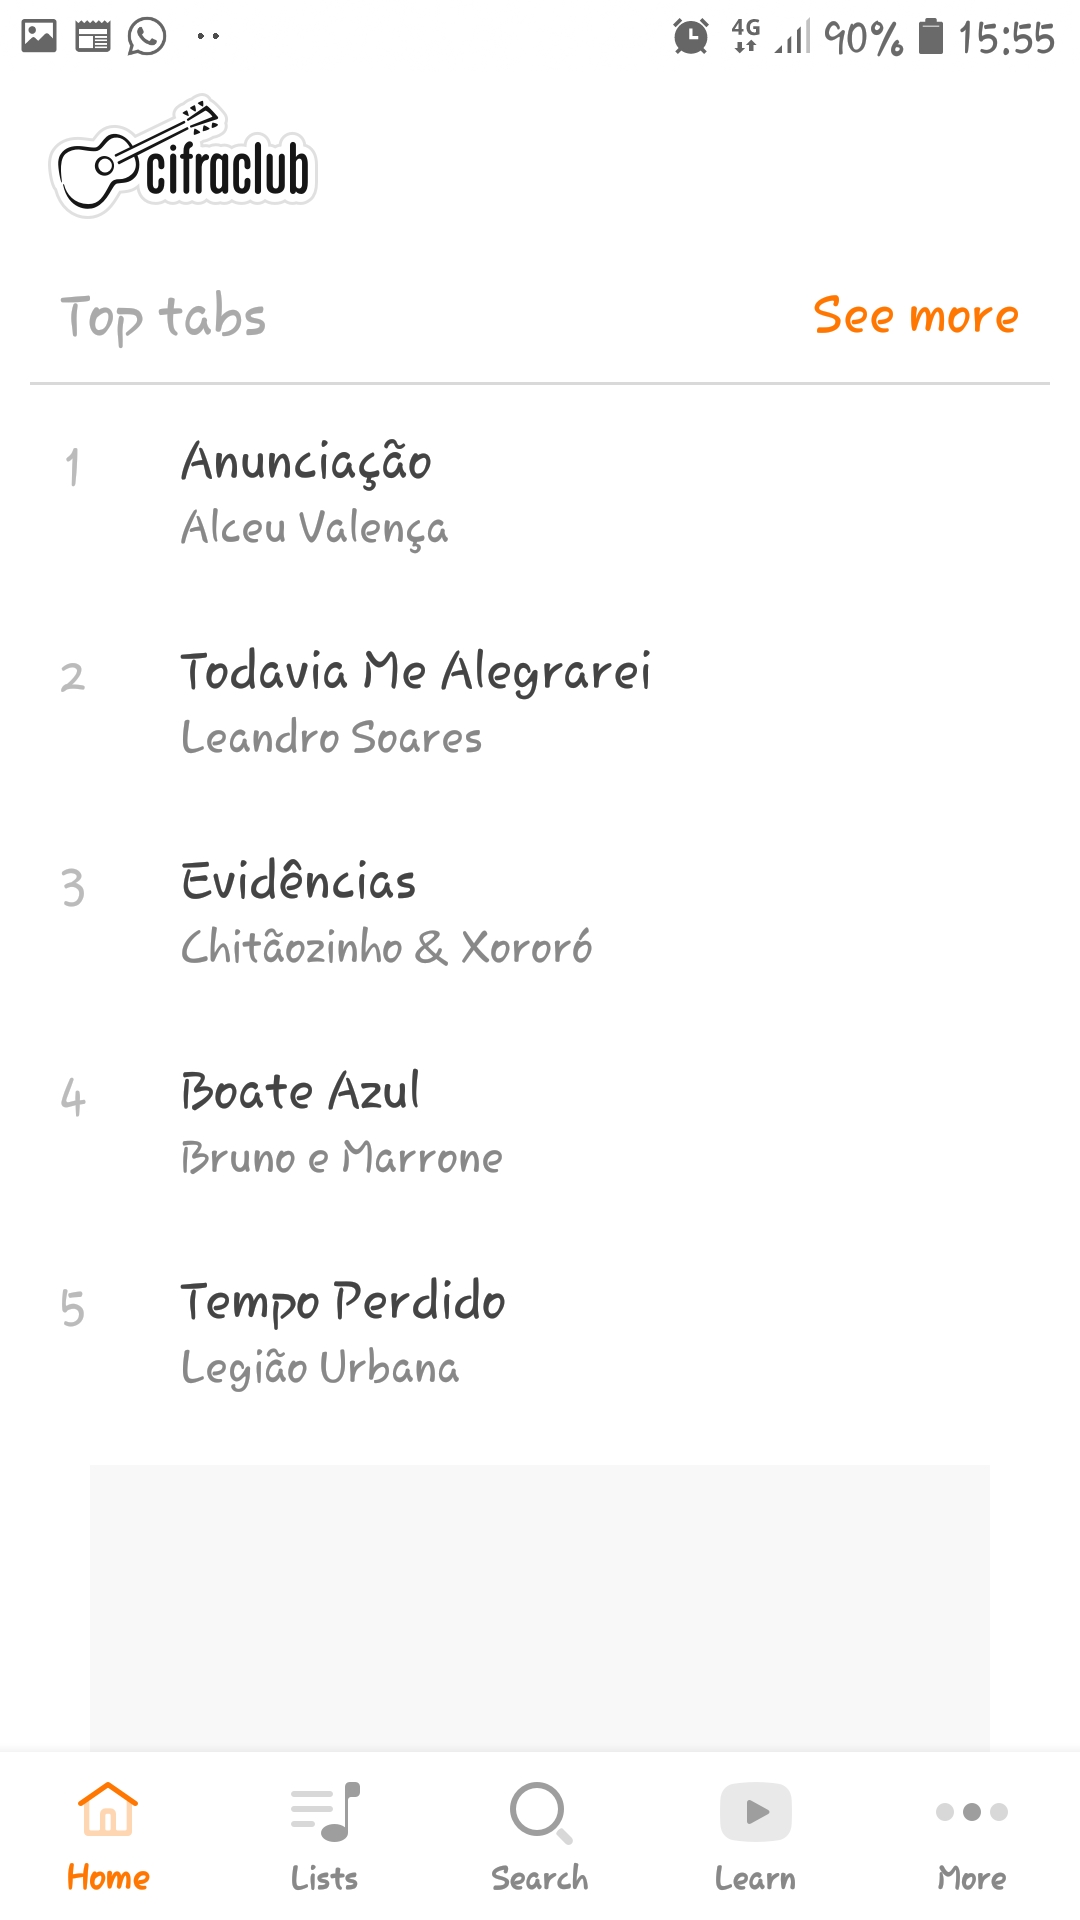 4G 90% 15:55
cifraclub
Top tabs See more
1 Anunciação
Alceu Valença
2 Todavia Me Alegrarei
Leandro Soares
3 Evidências
Chitãozinho & Xororó
4 Boate Azul
Bruno e Marrone
5 Tempo Perdido
Legião Urbana
Home Lists Search Learn More